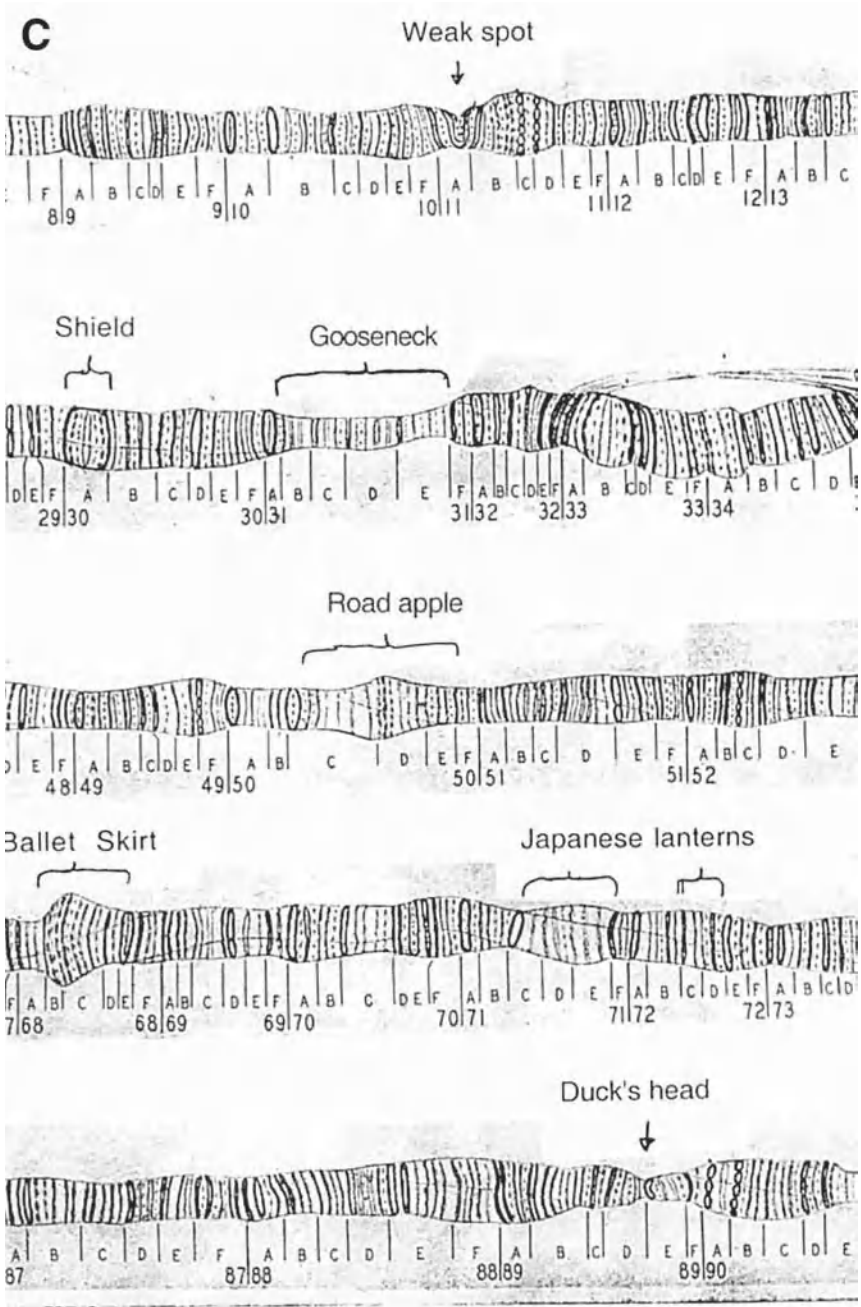 C
Weak spot
F A B C D E F A B C D E F A B C D E F A B C D E F A B C
8|9 9|10 10|11 11|12 12|13
Shield Gooseneck
D E F A B C D E F A B C D E F A B C D E F A B C D E F A B C D
29|30 30|31 31|32 32|33 33|34
Road apple
D E F A B C D E F A B C D E F A B C D E F A B C D E
48|49 49|50 50|51 51|52
Ballet Skirt Japanese lanterns
F A B C D E F A B C D E F A B C D E F A B C D E F A B C D E F A B C D
7|68 68|69 69|70 70|71 71|72 72|73
Duck's head
A B C D E F A B C D E F A B C D E F A B C D E
87 87|88 88|89 89|90